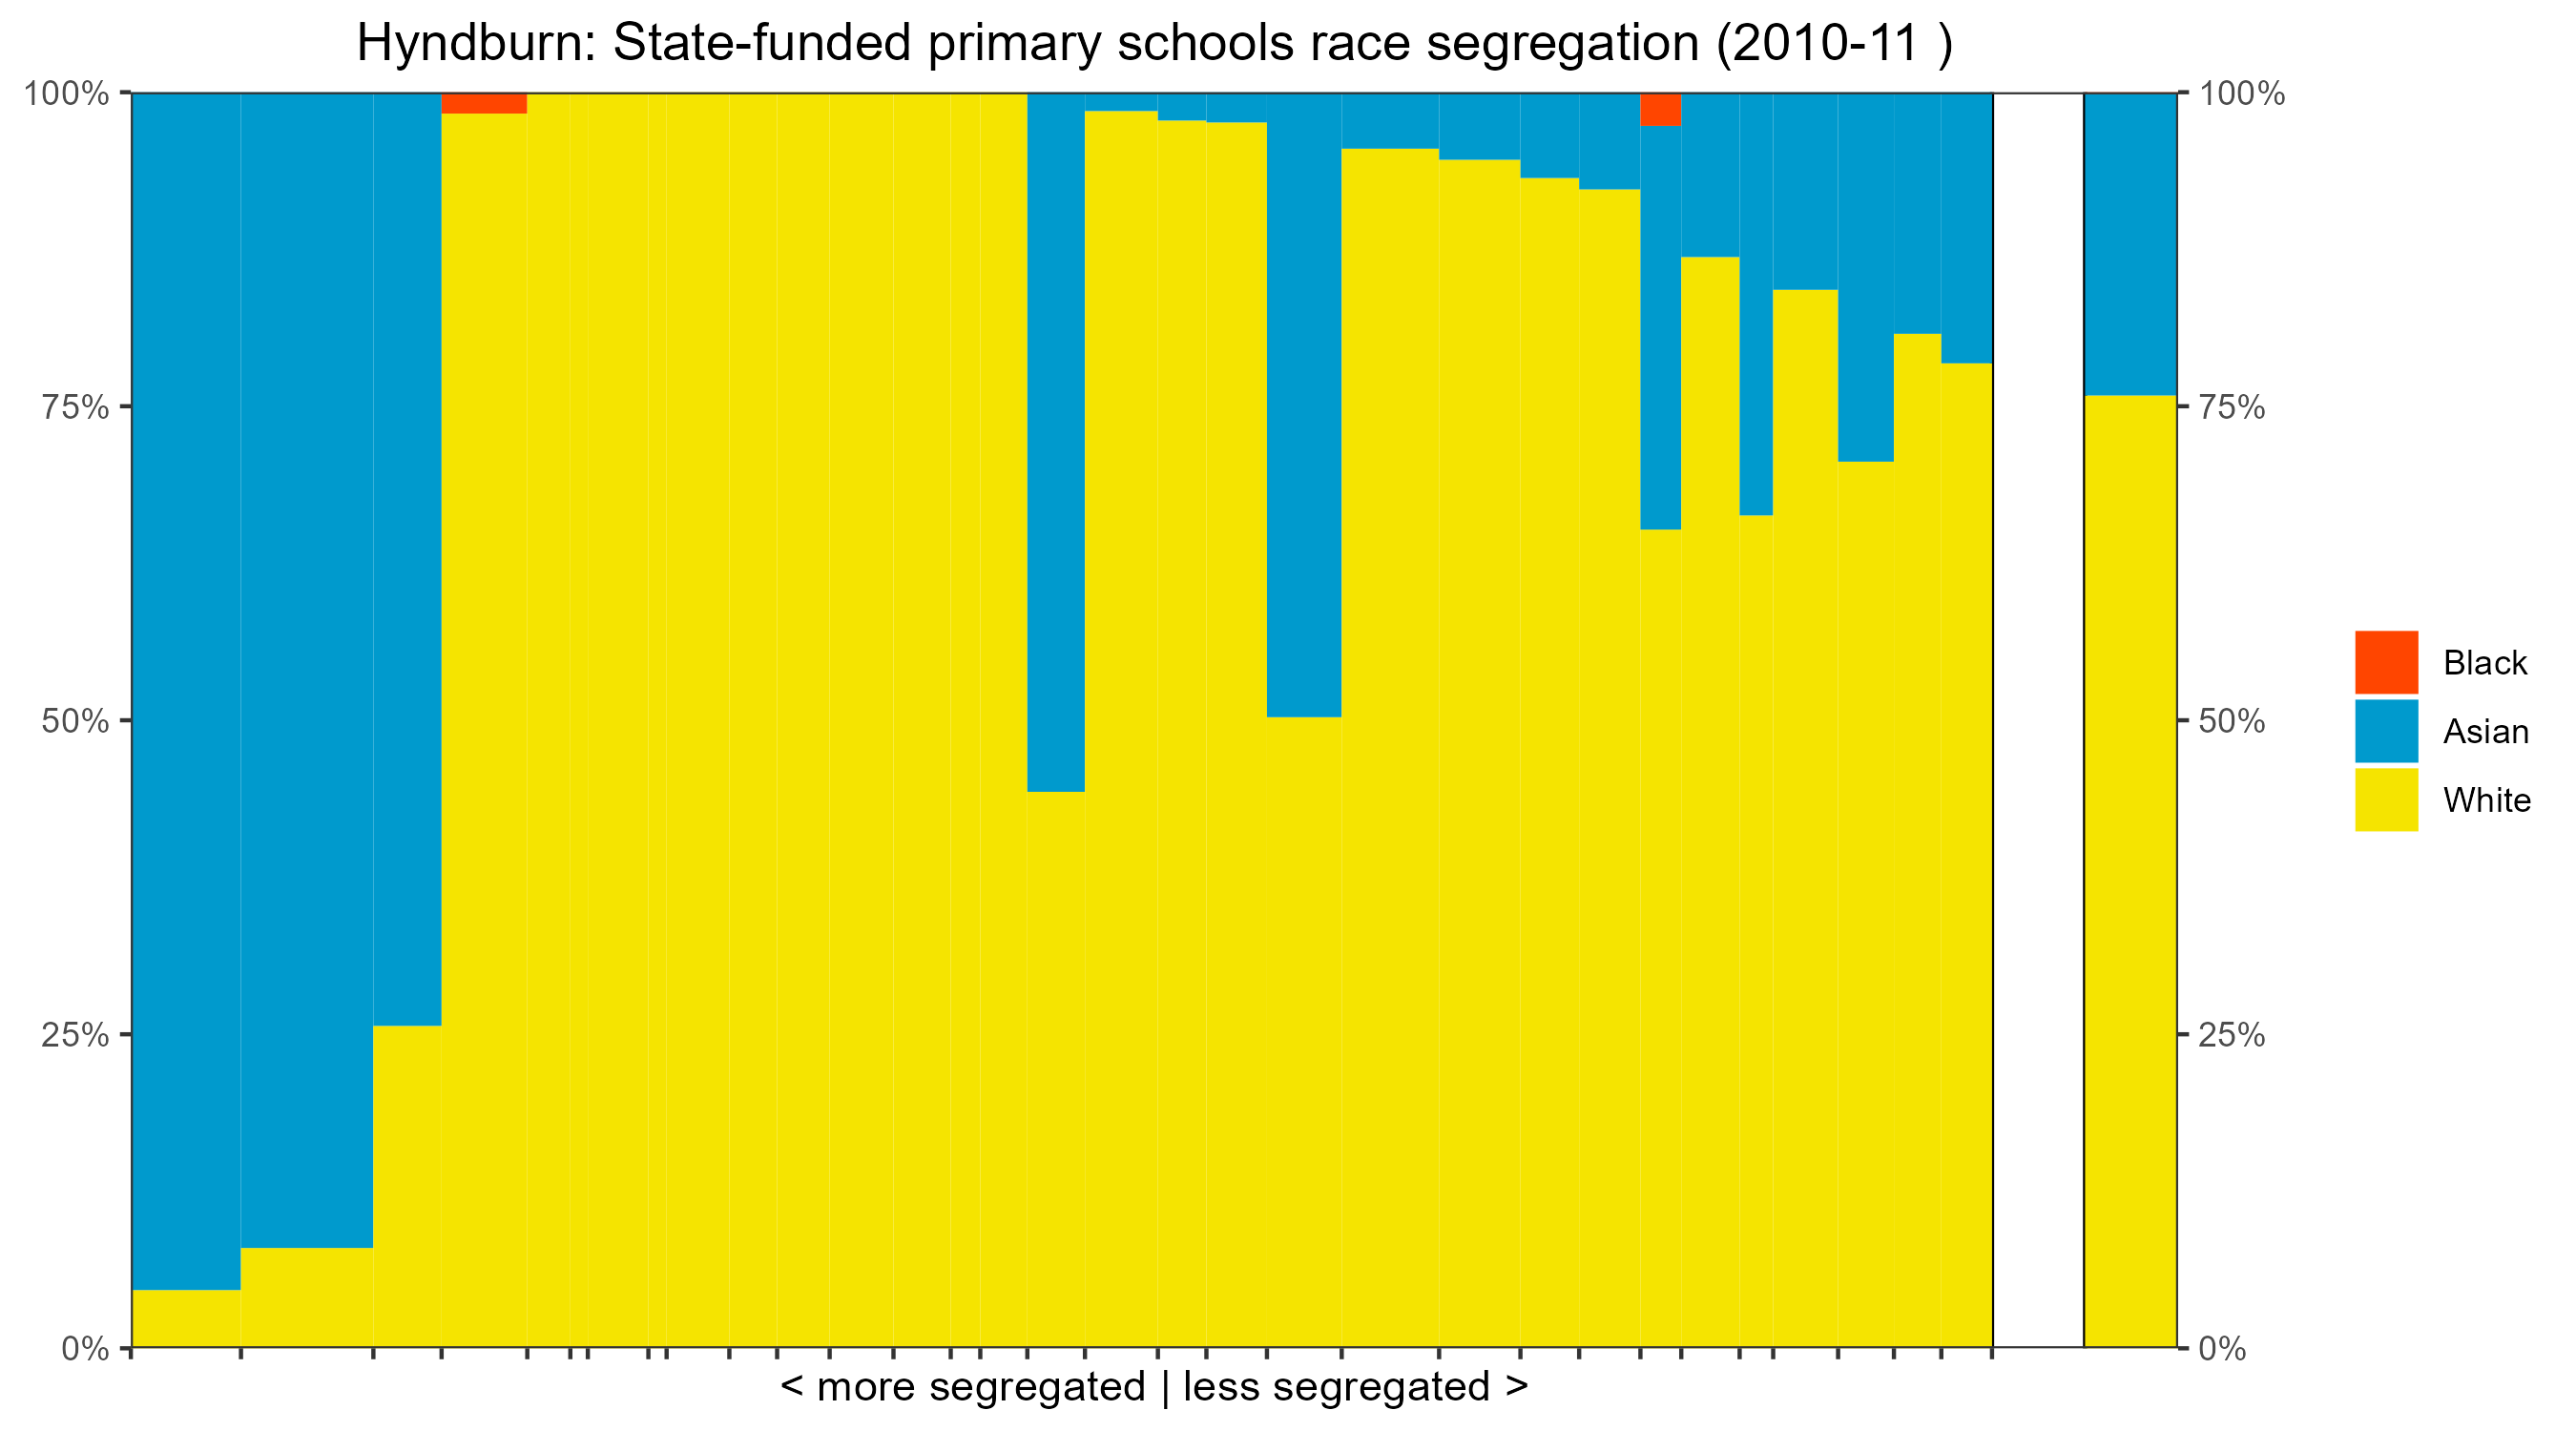 Hyndburn: State-funded primary schools race segregation (2010-11 )
100%
75%
50%
25%
0%
100%
75%
50%
25%
0%
Black
Asian
White
< more segregated | less segregated >